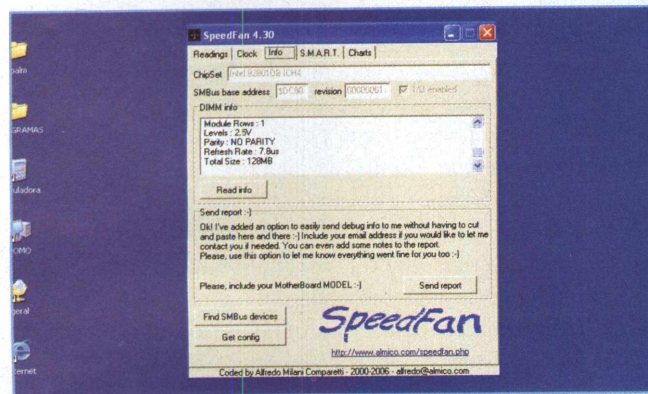 SpeedFan 4.30
Readings Clock Info S.M.A.R.T. Charts
ChipSet Intel 82801DB ICH4
SMBus base address revision I/O enabled
DIMM info
Module Rows : 1
Levels : 2.5V
Parity : NO PARITY
Refresh Rate : 7.8us
Total Size : 128MB
Read info
Send report :-)
Ok! I've added an option to easily send debug info to me without having to cut
and paste here and there :-) Include your email address if you would like to let me
contact you if needed. You can even add some notes to the report.
Please, use this option to let me know everything went fine for you too :-)
Please, include your MotherBoard MODEL :-)
Send report
Find SMBus devices
Get config
SpeedFan
http://www.almico.com/speedfan.php
Coded by Alfredo Milani Comparetti - 2000-2006 - alfredo@almico.com